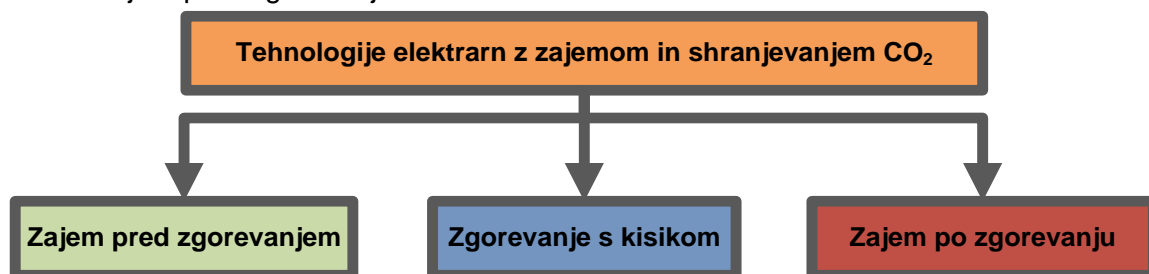 Tehnologije elektrarn z zajemom in shranjevanjem CO₂
Zajem pred zgorevanjem
Zgorevanje s kisikom
Zajem po zgorevanju